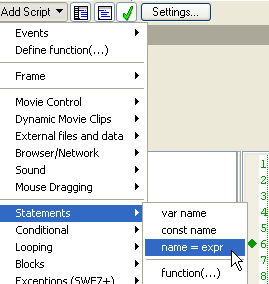 Add Script Settings...
Events
Define function(...)
Frame
Movie Control
Dynamic Movie Clips
External files and data
Browser/Network
Sound
Mouse Dragging
Statements
Conditional
Looping
Blocks
Exceptions (SWF7+)
var name
const name
name = expr
function(...)
1
2
3
4
5
6
7
8
9
10